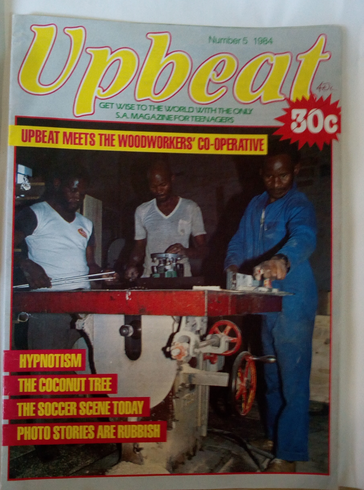 Number 5 1984
Upbeat
GET WISE TO THE WORLD WITH THE ONLY
S.A. MAGAZINE FOR TEENAGERS
30c
UPBEAT MEETS THE WOODWORKERS' CO-OPERATIVE
HYPNOTISM
THE COCONUT TREE
THE SOCCER SCENE TODAY
PHOTO STORIES ARE RUBBISH